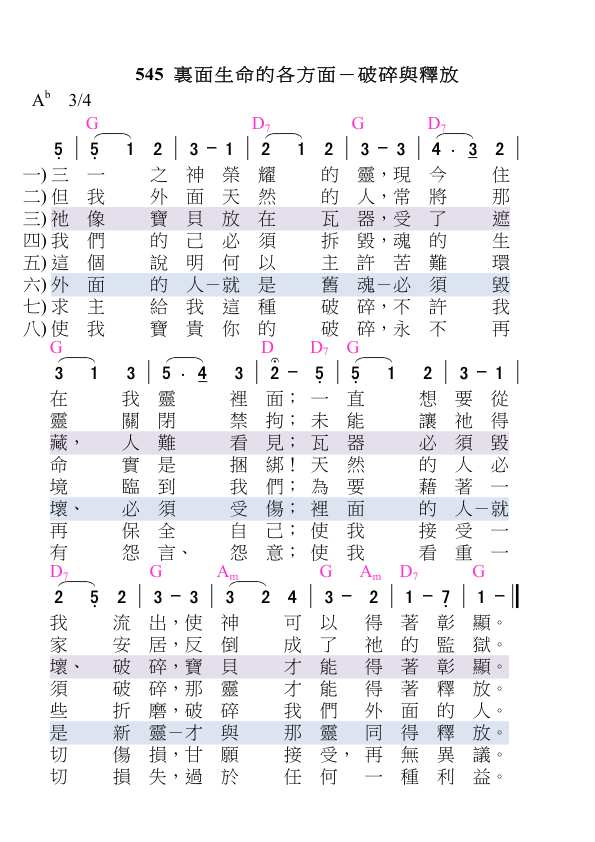 545 裏面生命的各方面－破碎與釋放
Ab 3/4
G D7 G D7
5 | 5 1 2 | 3 - 1 | 2 1 2 | 3 - 3 | 4 · 3 2 |
一) 三 一 之 神 榮 耀 的 靈，現 今 住
二) 但 我 外 面 天 然 的 人，常 將 那
三) 祂 像 寶 貝 放 在 瓦 器，受 了 遮
四) 我 們 的 己 必 須 拆 毀，魂 的 生
五) 這 個 說 明 何 以 主 許 苦 難 環
六) 外 面 的 人－就 是 舊 魂－必 須 毀
七) 求 主 給 我 這 種 破 碎，不 許 我
八) 使 我 寶 貴 你 的 破 碎，永 不 再
G D D7 G
3 1 3 | 5 · 4 3 | 2 - 5 | 5 1 2 | 3 - 1 |
在 我 靈 裡 面； 一 直 想 要 從
靈 關 閉 禁 拘； 未 能 讓 祂 得
藏， 人 難 看 見； 瓦 器 必 須 毀
命 實 是 捆 綁！ 天 然 的 人 必
境 臨 到 我 們； 為 要 藉 著 一
壞、 必 須 受 傷； 裡 面 的 人－就
再 保 全 自 己； 使 我 接 受 一
有 怨 言、 怨 意； 使 我 看 重 一
D7 G Am G Am D7 G
2 5 2 | 3 - 3 | 3 2 4 | 3 - 2 | 1 - 7 | 1 - ‖
我 流 出，使 神 可 以 得 著 彰 顯。
家 安 居，反 倒 成 了 祂 的 監 獄。
壞、 破 碎，寶 貝 才 能 得 著 彰 顯。
須 破 碎，那 靈 才 能 得 著 釋 放。
些 折 磨，破 碎 我 們 外 面 的 人。
是 新 靈－才 與 那 靈 同 得 釋 放。
切 傷 損，甘 願 接 受， 再 無 異 議。
切 損 失，過 於 任 何 一 種 利 益。